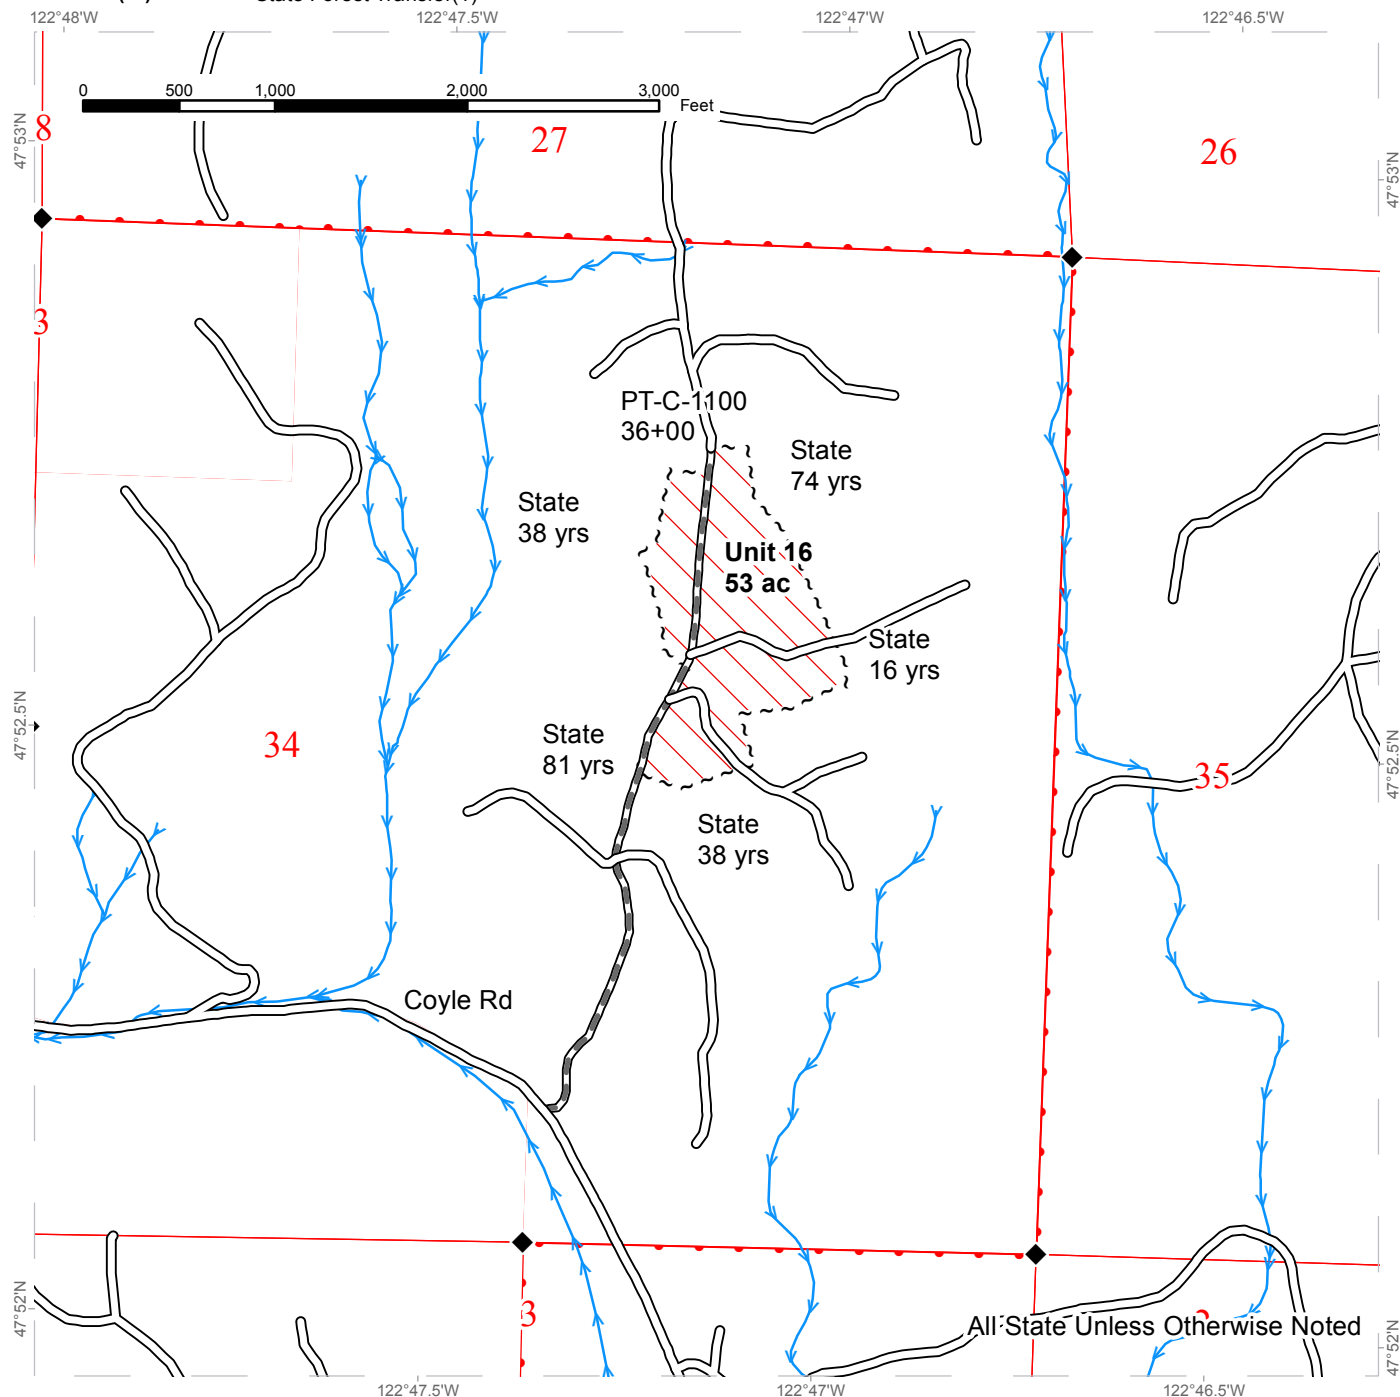 State Forest Transfer(1)
122°48'W 122°47.5'W 122°47'W 122°46.5'W
0 500 1,000 2,000 3,000 Feet
8 27 26
47°53'N 47°53'N
3
PT-C-1100
36+00
State
74 yrs
State
38 yrs
Unit 16
53 ac
State
16 yrs
47°52.5'N 47°52.5'N
34 35
State
81 yrs
State
38 yrs
Coyle Rd
3
47°52'N 47°52'N
All State Unless Otherwise Noted
122°47.5'W 122°47'W 122°46.5'W